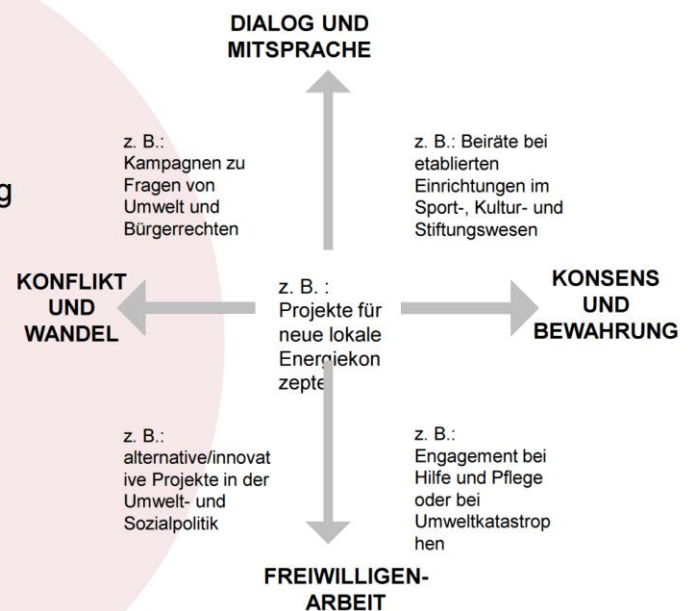 DIALOG UND
MITSPRACHE
z. B.:
Kampagnen zu
Fragen von
Umwelt und
Bürgerrechten
z. B.: Beiräte bei
etablierten
Einrichtungen im
Sport-, Kultur- und
Stiftungswesen
g
KONFLIKT
UND
WANDEL
z. B. :
Projekte für
neue lokale
Energiekon
zepte
KONSENS
UND
BEWAHRUNG
z. B.:
alternative/innovat
ive Projekte in der
Umwelt- und
Sozialpolitik
z. B.:
Engagement bei
Hilfe und Pflege
oder bei
Umweltkatastrop
hen
FREIWILLIGEN-
ARBEIT